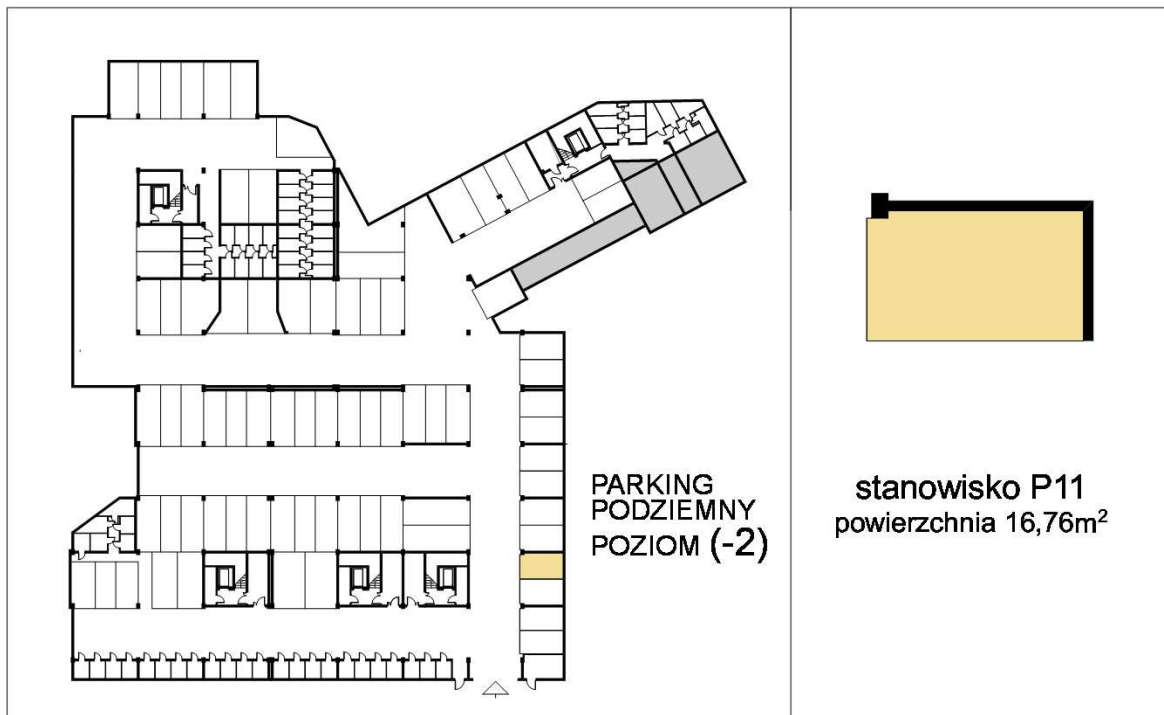 PARKING
PODZIEMNY
POZIOM (-2)
stanowisko P11
powierzchnia 16,76m²